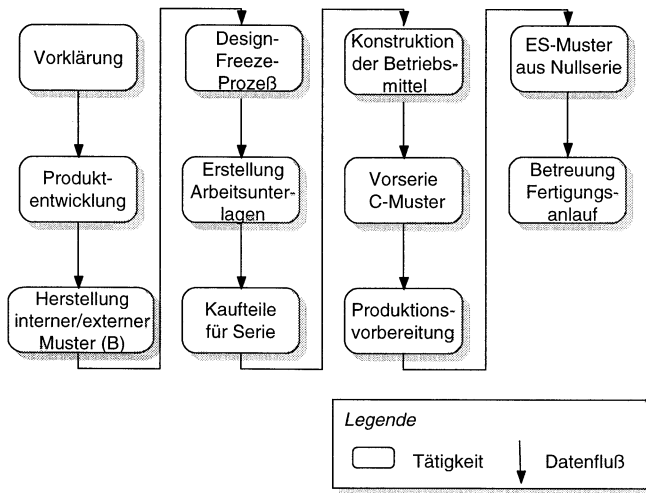 Vorklärung
Produkt-
entwicklung
Herstellung
interner/externer
Muster (B)
Design-
Freeze-
Prozeß
Erstellung
Arbeitsunter-
lagen
Kaufteile
für Serie
Konstruktion
der Betriebs-
mittel
Vorserie
C-Muster
Produktions-
vorbereitung
ES-Muster
aus Nullserie
Betreuung
Fertigungs-
anlauf
Legende
Tätigkeit
Datenfluß